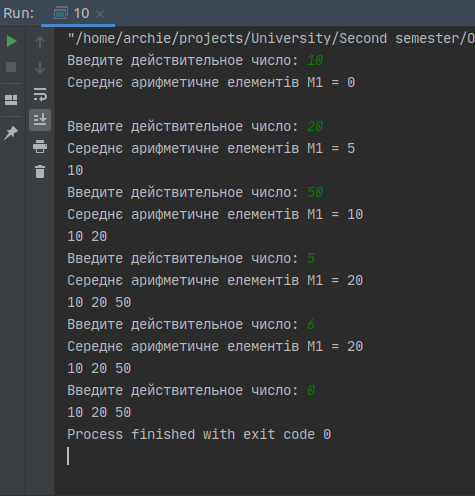 Run: 10
"/home/archie/projects/University/Second semester/O
Введите действительное число: 10
Середнє арифметичне елементів M1 = 0
Введите действительное число: 20
Середнє арифметичне елементів M1 = 5
10
Введите действительное число: 50
Середнє арифметичне елементів M1 = 10
10 20
Введите действительное число: 5
Середнє арифметичне елементів M1 = 20
10 20 50
Введите действительное число: 6
Середнє арифметичне елементів M1 = 20
10 20 50
Введите действительное число: 0
10 20 50
Process finished with exit code 0